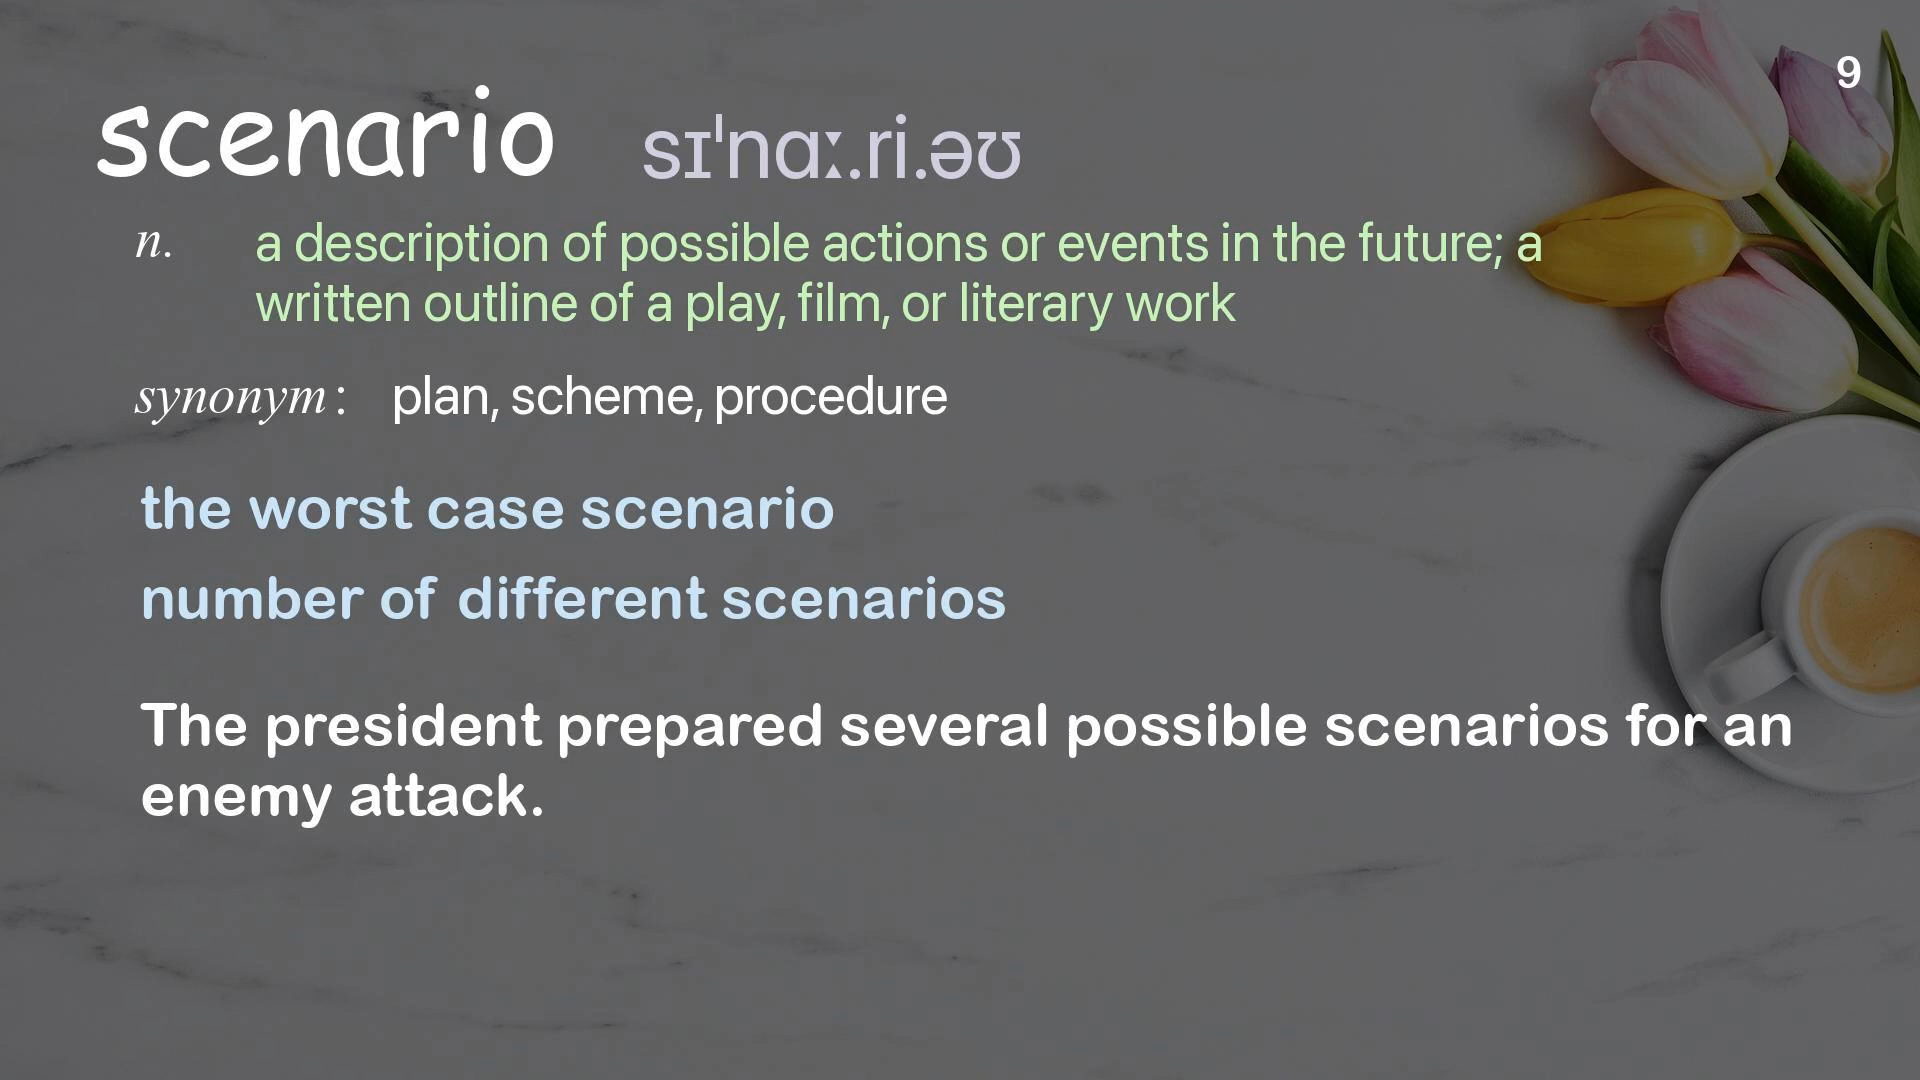 9
scenario sɪˈnɑː.ri.əʊ
n. a description of possible actions or events in the future; a
written outline of a play, film, or literary work
synonym : plan, scheme, procedure
the worst case scenario
number of different scenarios
The president prepared several possible scenarios for an
enemy attack.